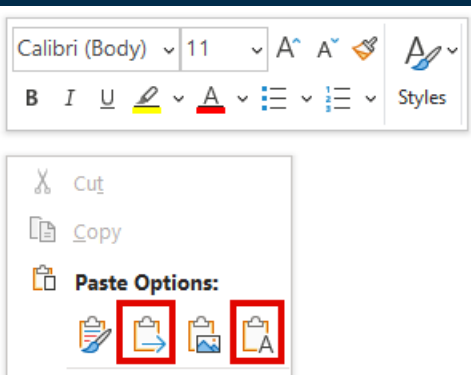 Calibri (Body) 11 A A
B I U A Styles
Cut
Copy
Paste Options:
A